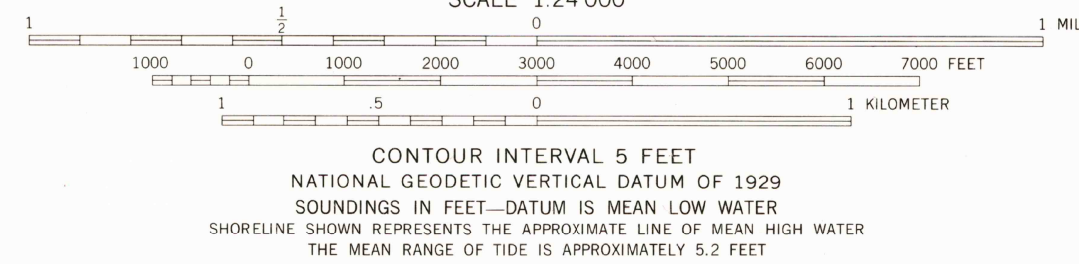 SCALE 1:24 000
1 1/2 0 1
1000 0 1000 2000 3000 4000 5000 6000 7000 FEET
1 .5 0 1 KILOMETER
CONTOUR INTERVAL 5 FEET
NATIONAL GEODETIC VERTICAL DATUM OF 1929
SOUNDINGS IN FEET—DATUM IS MEAN LOW WATER
SHORELINE SHOWN REPRESENTS THE APPROXIMATE LINE OF MEAN HIGH WATER
THE MEAN RANGE OF TIDE IS APPROXIMATELY 5.2 FEET